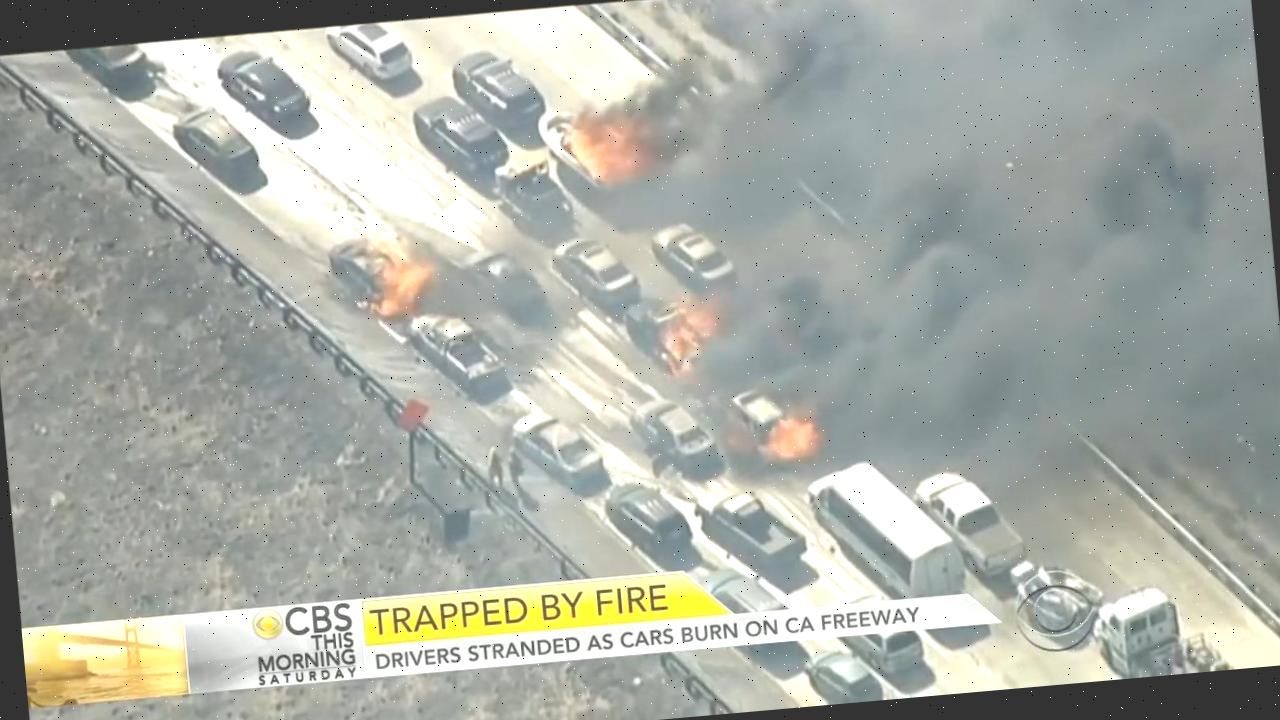 CBS
THIS
MORNING
SATURDAY
TRAPPED BY FIRE
DRIVERS STRANDED AS CARS BURN ON CA FREEWAY